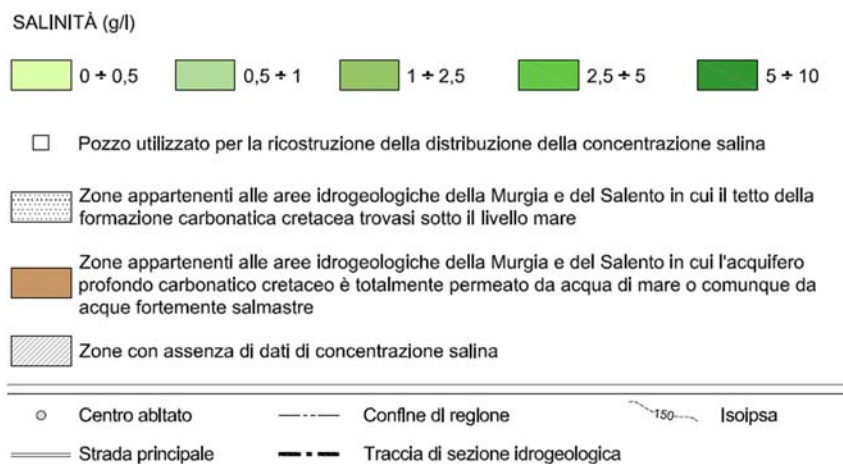 SALINITÀ (g/l)
0 ÷ 0,5 0,5 ÷ 1 1 ÷ 2,5 2,5 ÷ 5 5 ÷ 10
Pozzo utilizzato per la ricostruzione della distribuzione della concentrazione salina
Zone appartenenti alle aree idrogeologiche della Murgia e del Salento in cui il tetto della
formazione carbonatica cretacea trovasi sotto il livello mare
Zone appartenenti alle aree idrogeologiche della Murgia e del Salento in cui l'acquifero
profondo carbonatico cretaceo è totalmente permeato da acqua di mare o comunque da
acque fortemente salmastre
Zone con assenza di dati di concentrazione salina
Centro abitato Confine di regione 150 Isoipsa
Strada principale Traccia di sezione idrogeologica